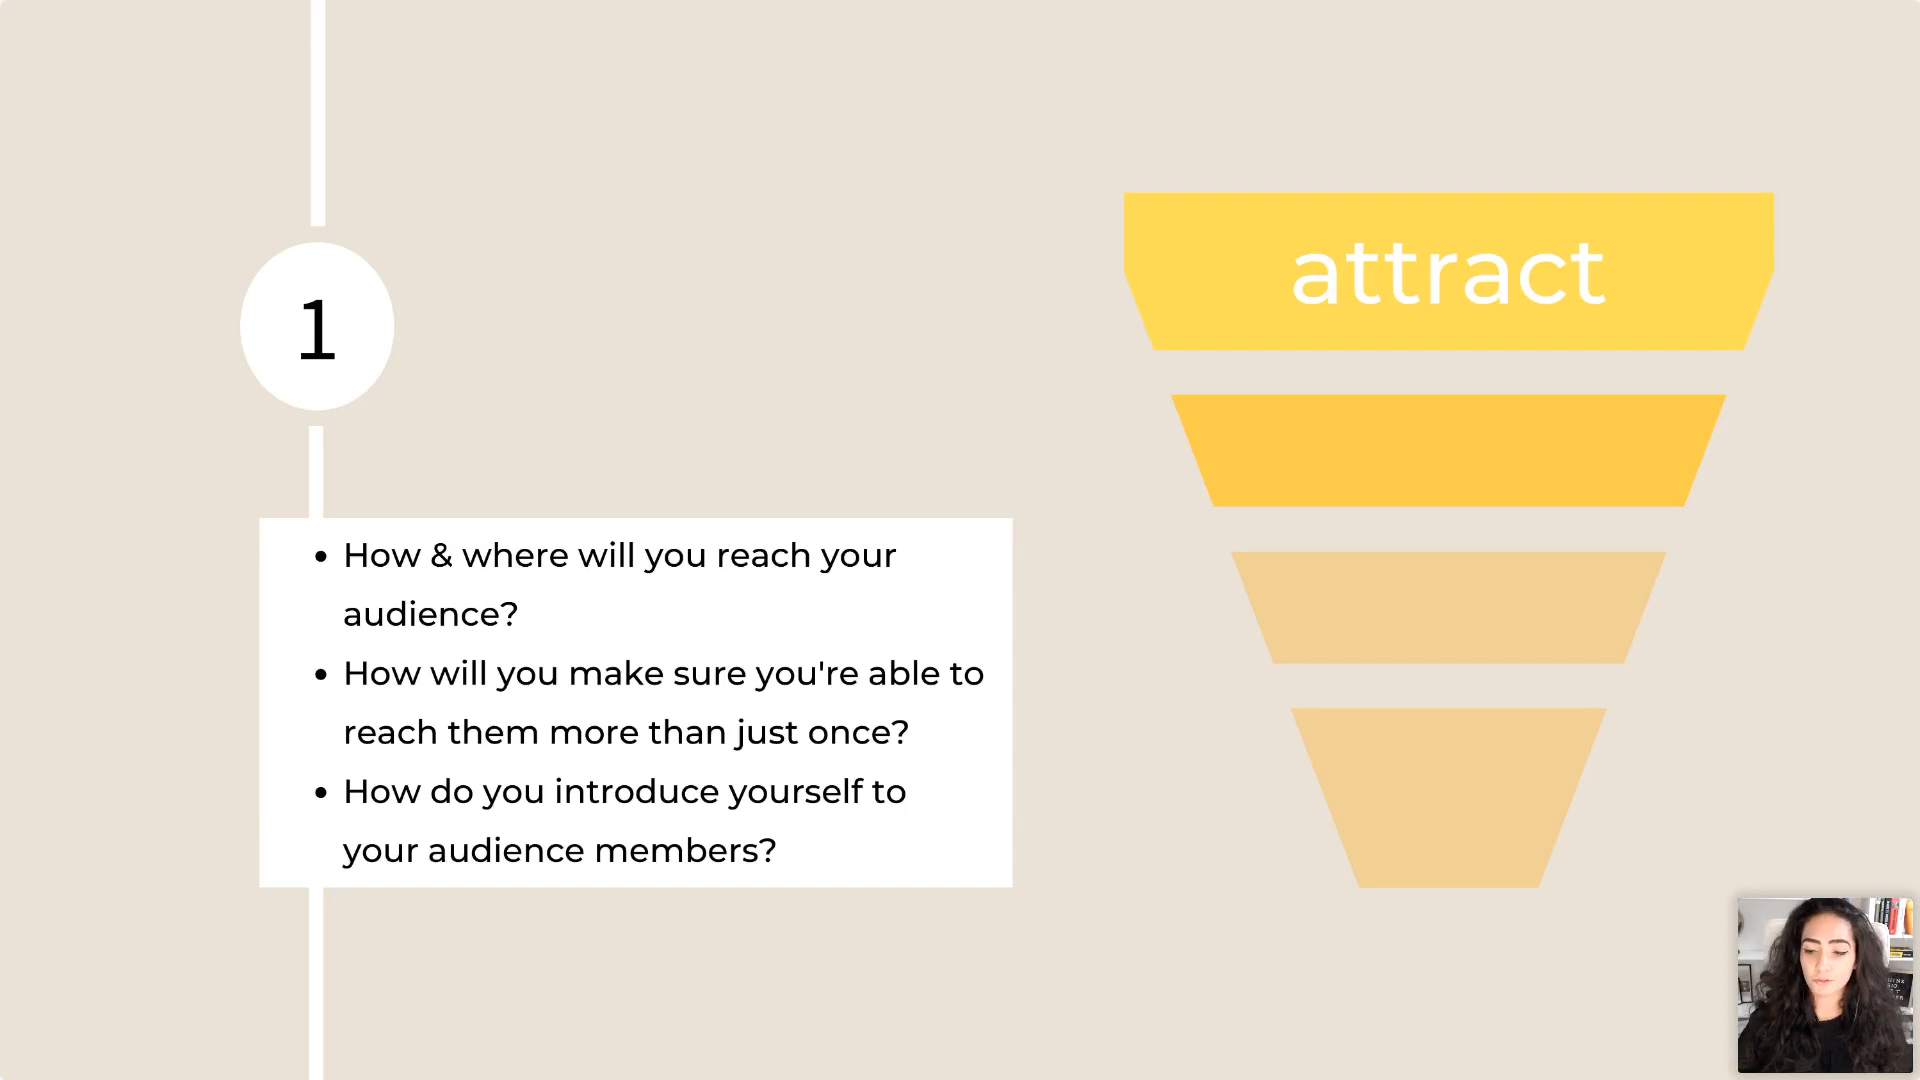 1
attract
How & where will you reach your
audience?
How will you make sure you're able to
reach them more than just once?
How do you introduce yourself to
your audience members?